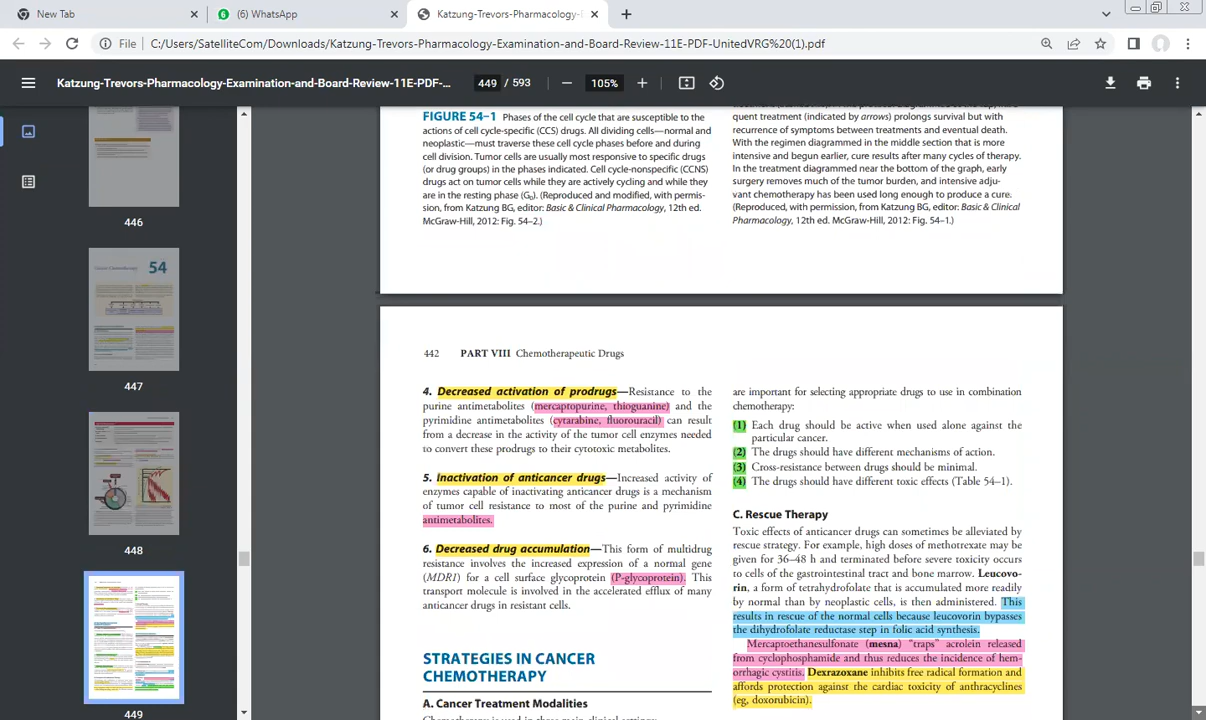 New Tab
6
(6) WhatsApp
Katzung-Trevors-Pharmacology-
File
C:/Users/SatelliteCom/Downloads/Katzung-Trevors-Pharmacology-Examination-and-Board-Review-11E-PDF-UnitedVRG%20(1).pdf
Katzung-Trevors-Pharmacology-Examination-and-Board-Review-11E-PDF-...
449 / 593
105%
446
54
447
448
449
FIGURE 54–1 Phases of the cell cycle that are susceptible to the
actions of cell cycle-specific (CCS) drugs. All dividing cells—normal and
neoplastic—must traverse these cell cycle phases before and during
cell division. Tumor cells are usually most responsive to specific drugs
(or drug groups) in the phases indicated. Cell cycle-nonspecific (CCNS)
drugs act on tumor cells while they are actively cycling and while they
are in the resting phase (G0). (Reproduced and modified, with permis-
sion, from Katzung BG, editor: Basic & Clinical Pharmacology, 12th ed.
McGraw-Hill, 2012: Fig. 54–2.)
quent treatment (indicated by arrows) prolongs survival but with
recurrence of symptoms between treatments and eventual death.
With the regimen diagrammed in the middle section that is more
intensive and begun earlier, cure results after many cycles of therapy.
In the treatment diagrammed near the bottom of the graph, early
surgery removes much of the tumor burden, and intensive adju-
vant chemotherapy has been used long enough to produce a cure.
(Reproduced, with permission, from Katzung BG, editor: Basic & Clinical
Pharmacology, 12th ed. McGraw-Hill, 2012: Fig. 54–1.)
442 PART VIII Chemotherapeutic Drugs
4. Decreased activation of prodrugs—Resistance to the
purine antimetabolites (mercaptopurine, thioguanine) and the
pyrimidine antimetabolites (cytarabine, fluorouracil) can result
from a decrease in the activity of the tumor cell enzymes needed
to convert these prodrugs to their cytotoxic metabolites.
5. Inactivation of anticancer drugs—Increased activity of
enzymes capable of inactivating anticancer drugs is a mechanism
of tumor cell resistance to most of the purine and pyrimidine
antimetabolites.
6. Decreased drug accumulation—This form of multidrug
resistance involves the increased expression of a normal gene
(MDR1) for a cell surface glycoprotein (P-glycoprotein). This
transport molecule is involved in the accelerated efflux of many
anticancer drugs in resistant cells.
STRATEGIES IN CANCER
CHEMOTHERAPY
A. Cancer Treatment Modalities
Chemotherapy is used in three main clinical settings:
are important for selecting appropriate drugs to use in combination
chemotherapy:
(1) Each drug should be active when used alone against the
particular cancer.
(2) The drugs should have different mechanisms of action.
(3) Cross-resistance between drugs should be minimal.
(4) The drugs should have different toxic effects (Table 54–1).
C. Rescue Therapy
Toxic effects of anticancer drugs can sometimes be alleviated by
rescue strategy. For example, high doses of methotrexate may be
given for 36–48 h and terminated before severe toxicity occurs
to cells of the gastrointestinal tract and bone marrow. Leucovo-
rin, a form of tetrahydrofolate that is accumulated more readily
by normal than by neoplastic cells, is then administered. This
results in rescue of the normal cells because leucovorin bypasses
the dihydrofolate reductase step in folic acid synthesis.
Mercaptoethanesulfonate (mesna) “traps” acrolein released
from cyclophosphamide and thus reduces the incidence of hem-
orrhagic cystitis. Dexrazoxane inhibits free radical formation and
affords protection against the cardiac toxicity of anthracyclines
(eg, doxorubicin).